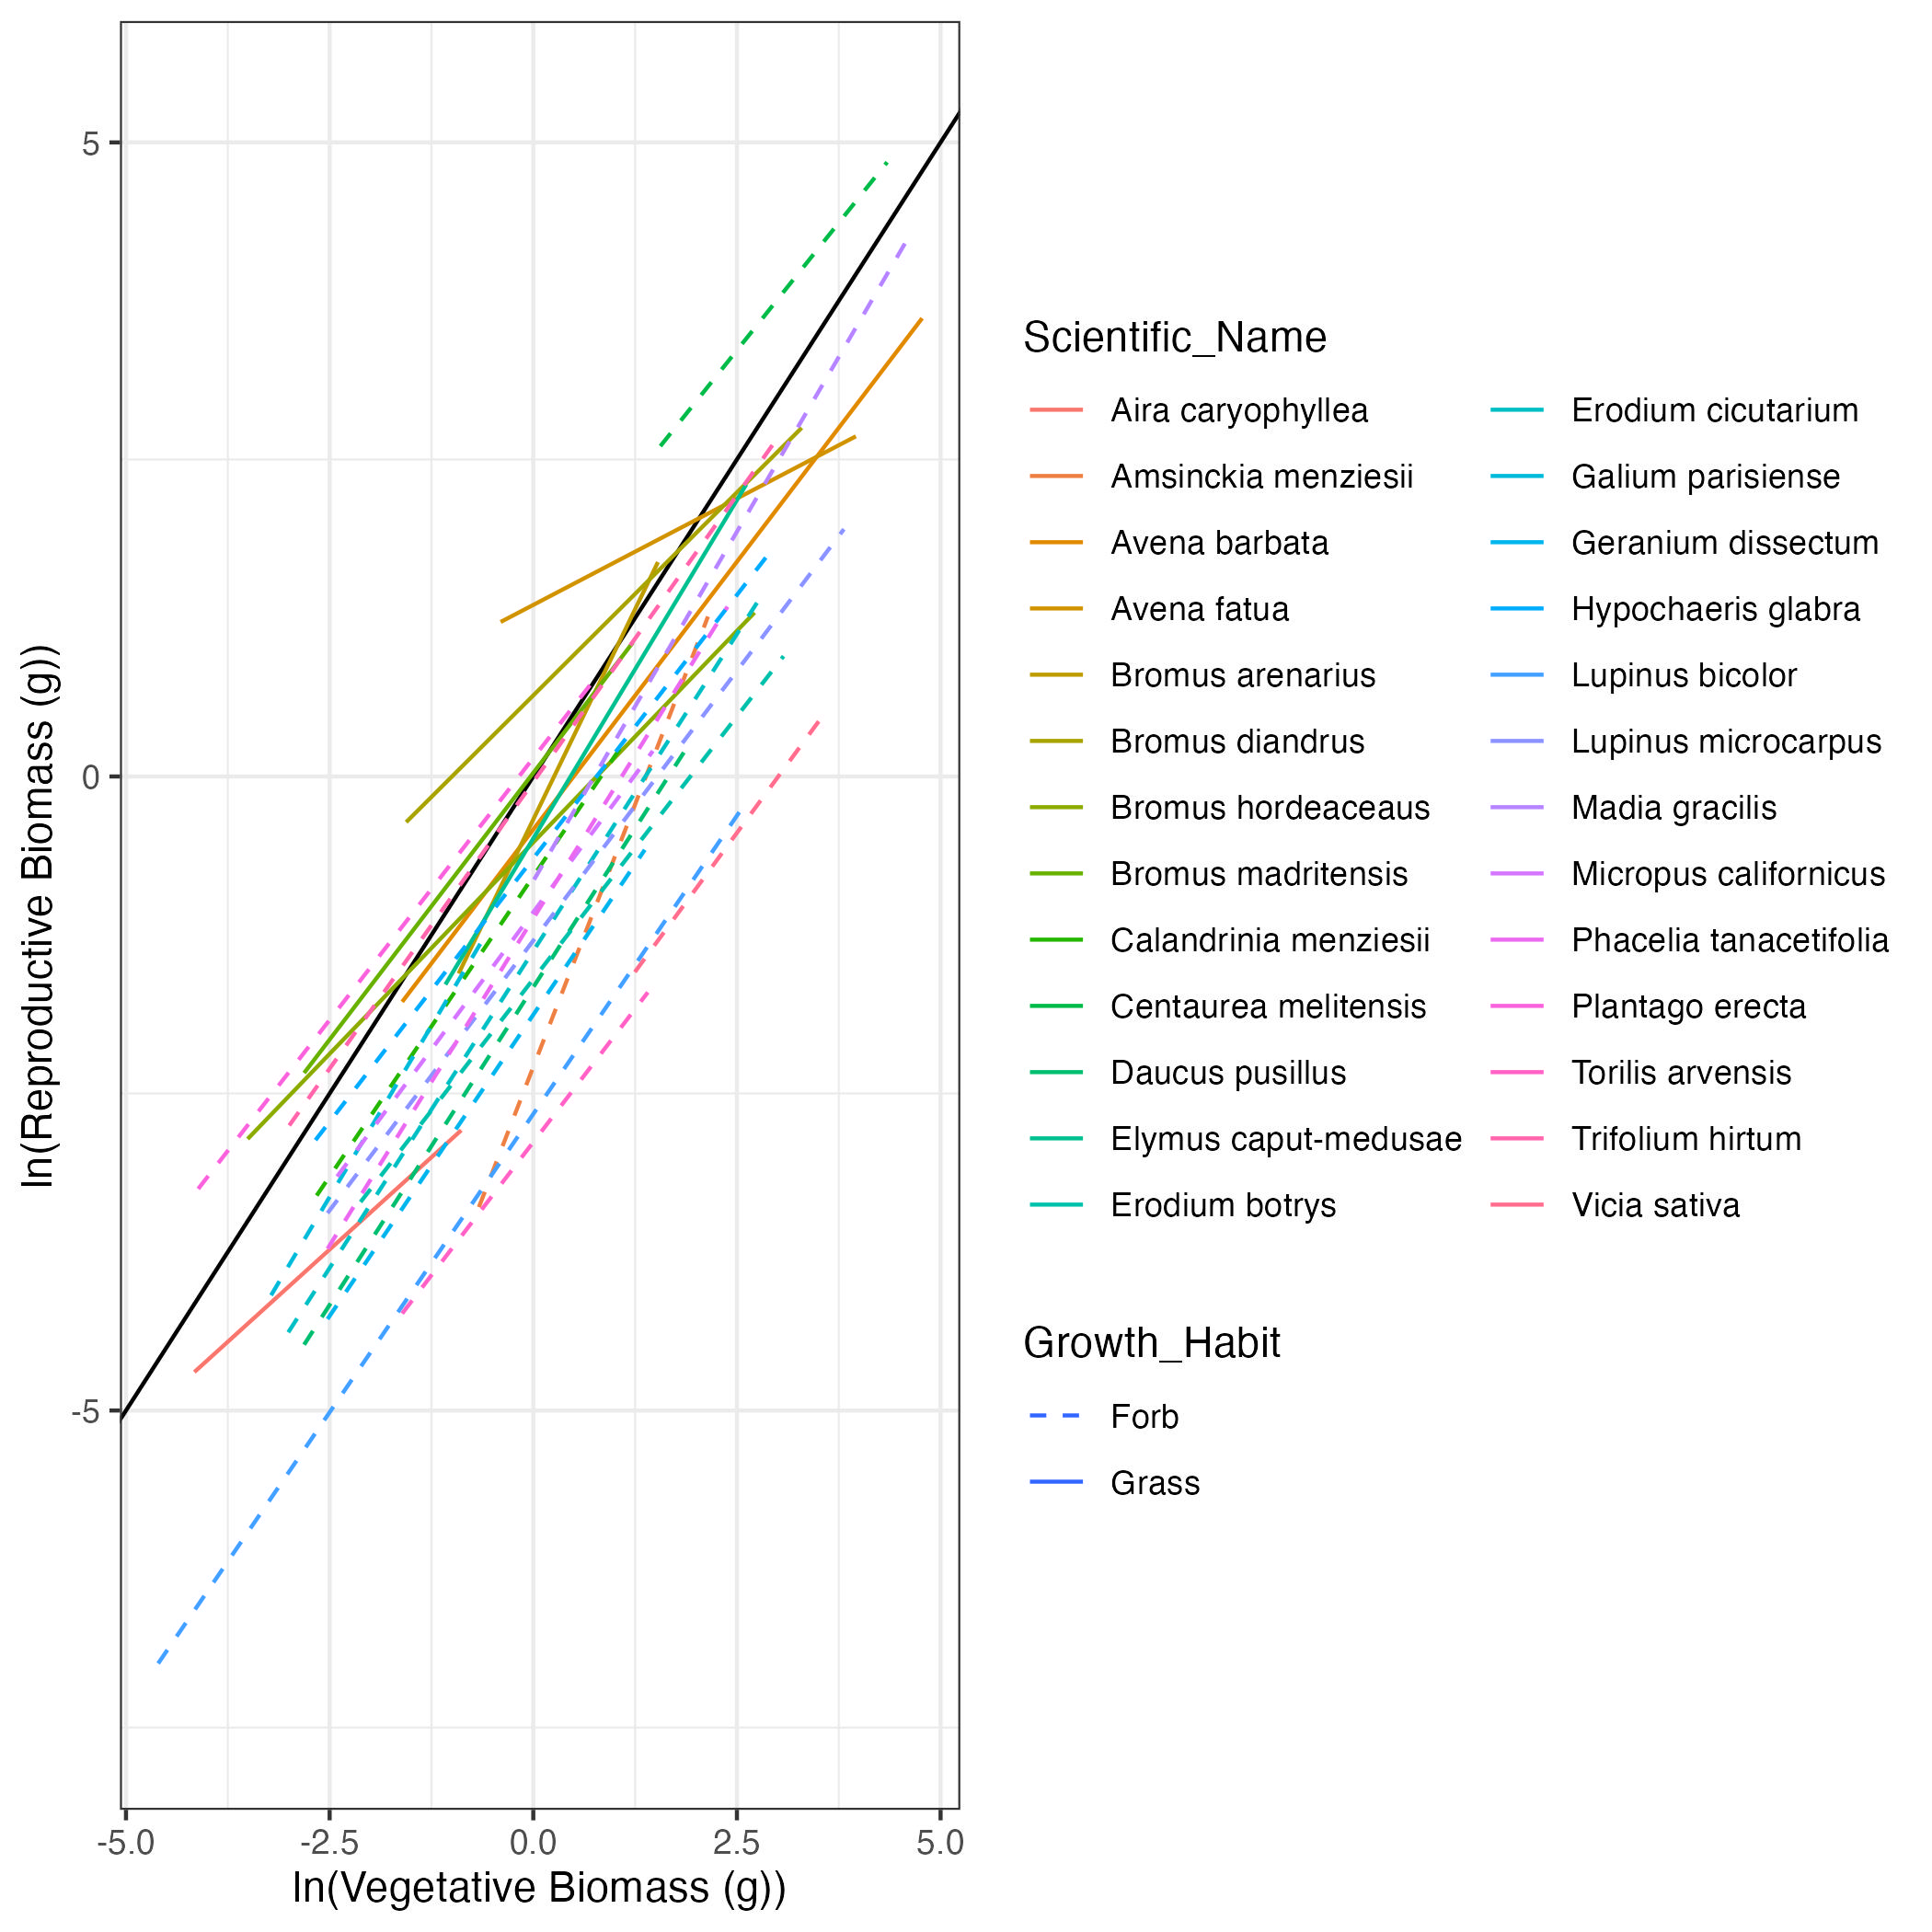 ln(Reproductive Biomass (g))
5
0
-5
-5.0
-2.5
0.0
2.5
5.0
ln(Vegetative Biomass (g))
Scientific_Name
Aira caryophyllea
Amsinckia menziesii
Avena barbata
Avena fatua
Bromus arenarius
Bromus diandrus
Bromus hordeaceaus
Bromus madritensis
Calandrinia menziesii
Centaurea melitensis
Daucus pusillus
Elymus caput-medusae
Erodium botrys
Erodium cicutarium
Galium parisiense
Geranium dissectum
Hypochaeris glabra
Lupinus bicolor
Lupinus microcarpus
Madia gracilis
Micropus californicus
Phacelia tanacetifolia
Plantago erecta
Torilis arvensis
Trifolium hirtum
Vicia sativa
Growth_Habit
Forb
Grass